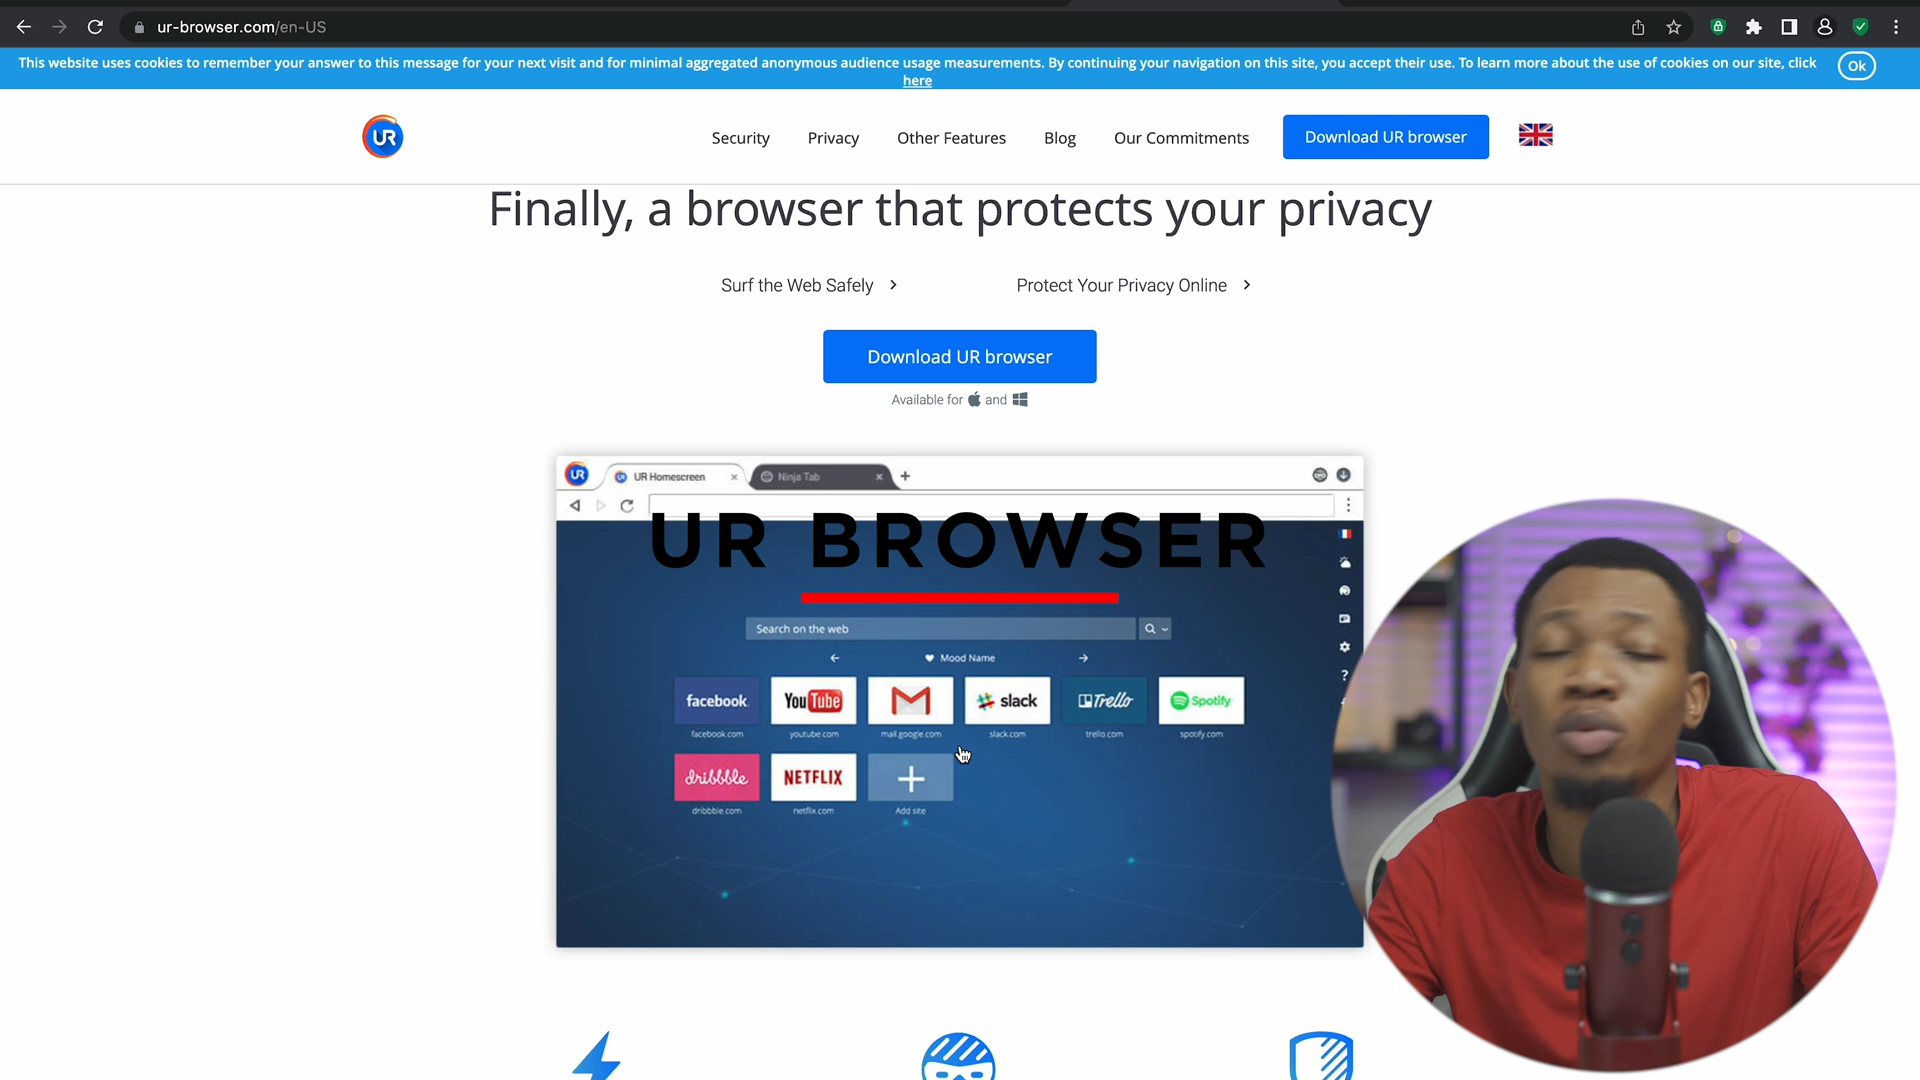 ur-browser.com/en-US
This website uses cookies to remember your answer to this message for your next visit and for minimal aggregated anonymous audience usage measurements. By continuing your navigation on this site, you accept their use. To learn more about the use of cookies on our site, click
here
Ok
UR
Security
Privacy
Other Features
Blog
Our Commitments
Download UR browser
Finally, a browser that protects your privacy
Surf the Web Safely
Protect Your Privacy Online
Download UR browser
Available for and
UR
UR Homescreen
Ninja Tab
UR BROWSER
Search on the web
Mood Name
facebook.
YouTube
slack
Trello
Spotify
facebook.com
youtube.com
mail.google.com
slack.com
trello.com
spotify.com
dribbble
NETFLIX
dribbble.com
netflix.com
Add site